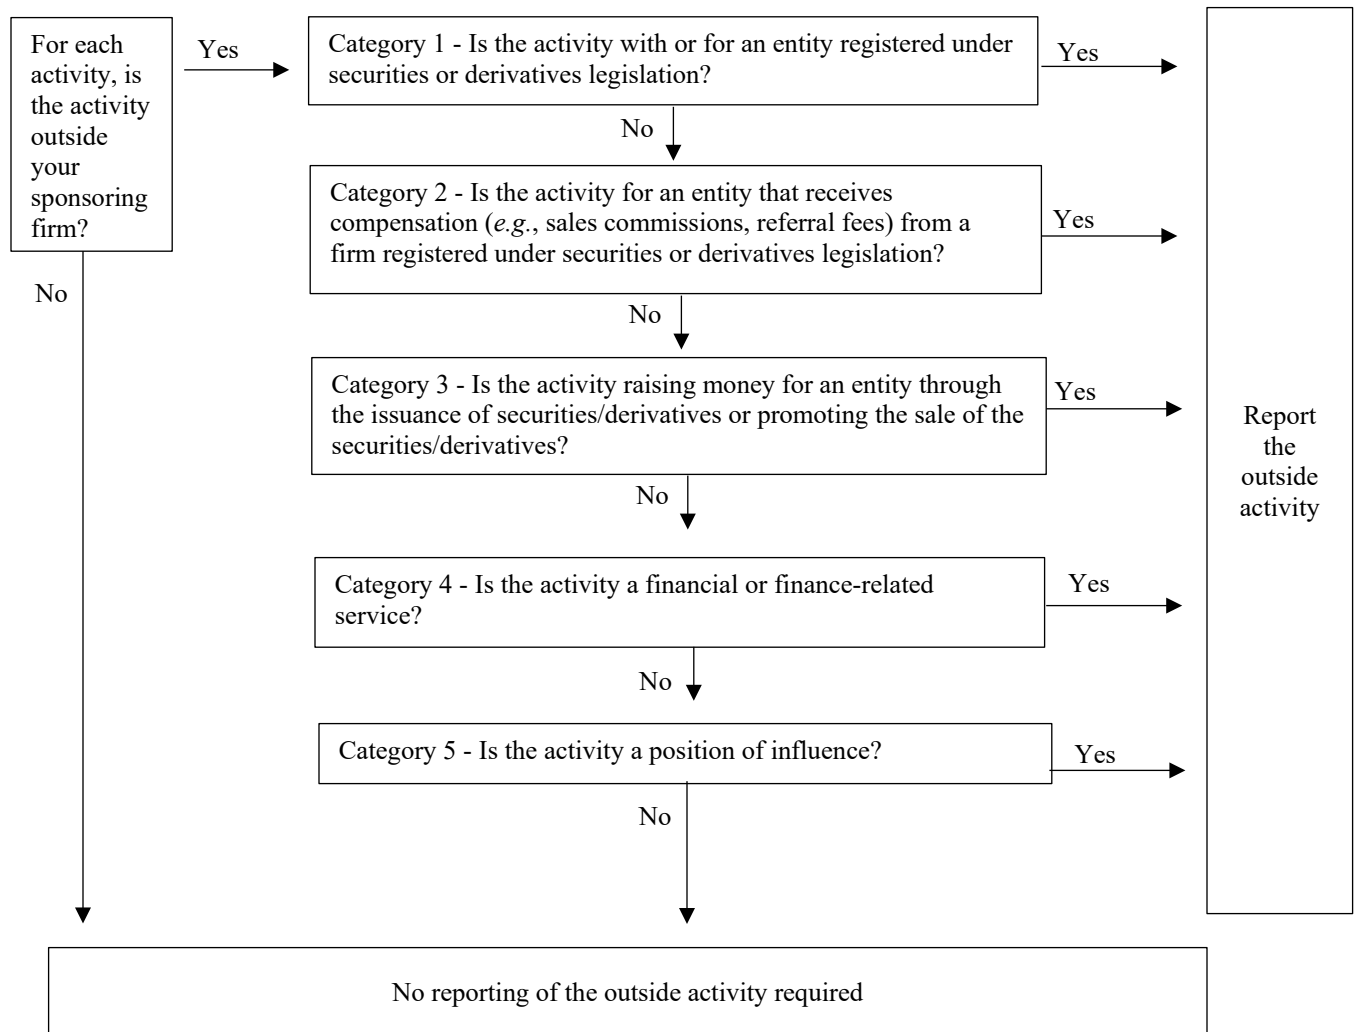 For each
activity, is
the activity
outside
your
sponsoring
firm?
Yes
Category 1 - Is the activity with or for an entity registered under
securities or derivatives legislation?
Yes
No
Category 2 - Is the activity for an entity that receives
compensation (e.g., sales commissions, referral fees) from a
firm registered under securities or derivatives legislation?
Yes
No
No
Category 3 - Is the activity raising money for an entity through
the issuance of securities/derivatives or promoting the sale of the
securities/derivatives?
Yes
Report
the
outside
activity
No
Category 4 - Is the activity a financial or finance-related
service?
Yes
No
Category 5 - Is the activity a position of influence?
Yes
No
No reporting of the outside activity required